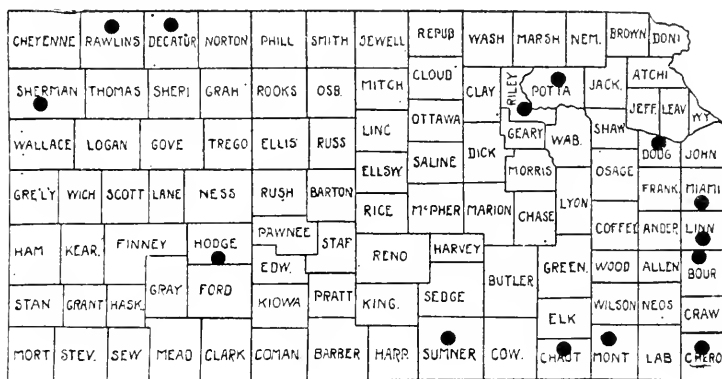 CHEYENNE RAWLINS DECATUR NORTON PHILL SMITH JEWELL REPUB WASH MARSH NEM. BROWN DONI
SHERMAN THOMAS SHERI GRAH ROOKS OSB. MITCH CLOUD CLAY RILEY POTTA JACK. ATCHI
JEFF. LEAV WY.
WALLACE LOGAN GOVE TREGO ELLIS RUSS LINC OTTAWA DICK GEARY WAB. SHAW DOUG JOHN
ELLSW SALINE MORRIS OSAGE
GRE'LY WICH SCOTT LANE NESS RUSH BARTON RICE McPHER MARION CHASE LYON FRANK. MIAMI
HAM KEAR. FINNEY HODGE PAWNEE STAF RENO HARVEY COFFEE ANDER. LINN
EDW. BUTLER GREEN. WOOD ALLEN BOUR
STAN GRANT HASK. GRAY FORD KIOWA PRATT KING. SEDGE ELK WILSON NEOS CRAW
MORT STEV. SEW. MEAD CLARK COMAN. BARBER HARP. SUMNER COW. CHAUT MONT LAB. CHERO